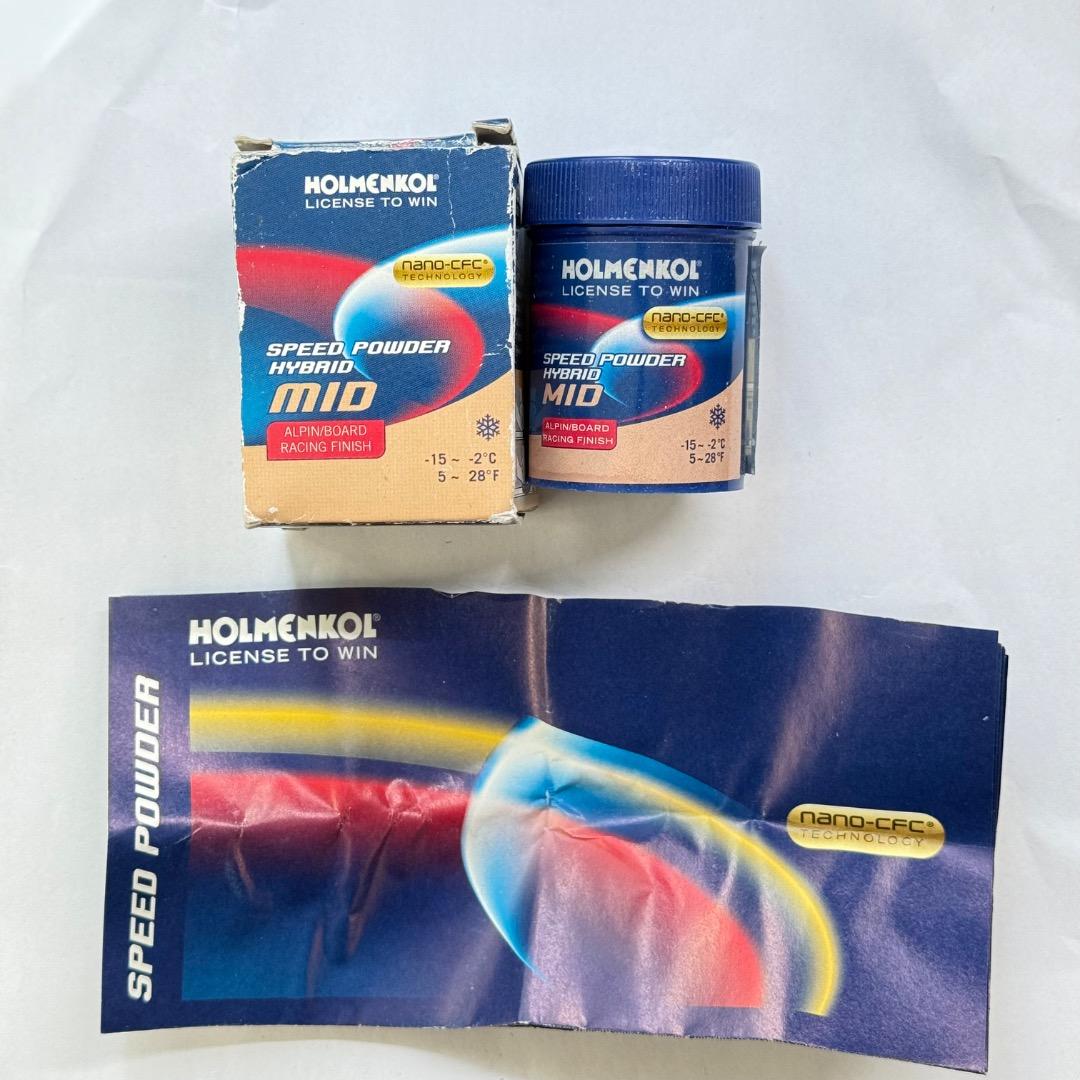 HOLMENKOL®
LICENSE TO WIN
nano-CFC®
TECHNOLOGY
SPEED POWDER
HYBRID
MID
ALPIN/BOARD
RACING FINISH
-15 ~ -2°C
5 ~ 28°F
HOLMENKOL®
LICENSE TO WIN
nano-CFC®
TECHNOLOGY
SPEED POWDER
HYBRID
MID
ALPIN/BOARD
RACING FINISH
-15 ~ -2°C
5 ~ 28°F
HOLMENKOL®
LICENSE TO WIN
SPEED POWDER
nano-CFC®
TECHNOLOGY